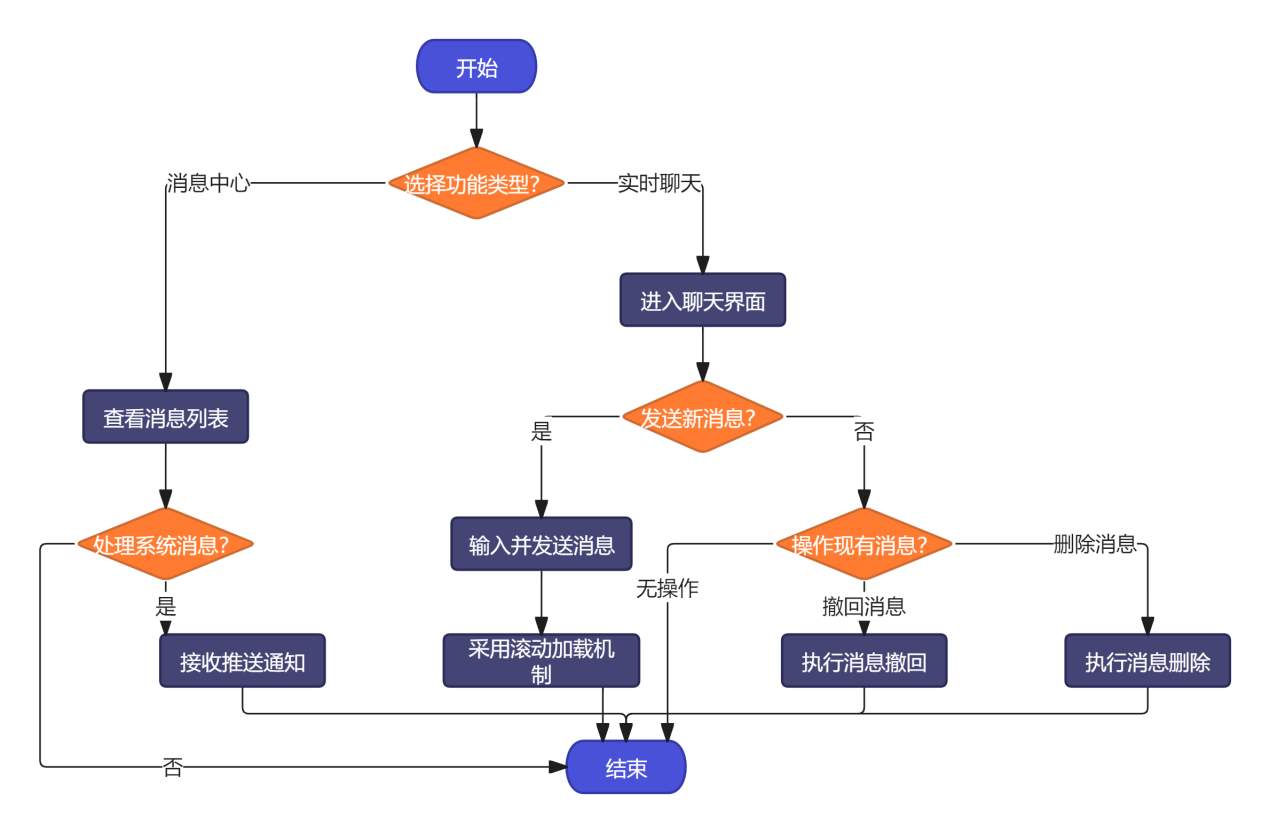 开始
选择功能类型?
消息中心
实时聊天
进入聊天界面
查看消息列表
发送新消息?
是
否
处理系统消息?
输入并发送消息
操作现有消息?
删除消息
无操作
是
撤回消息
接收推送通知
采用滚动加载机
制
执行消息撤回
执行消息删除
否
结束